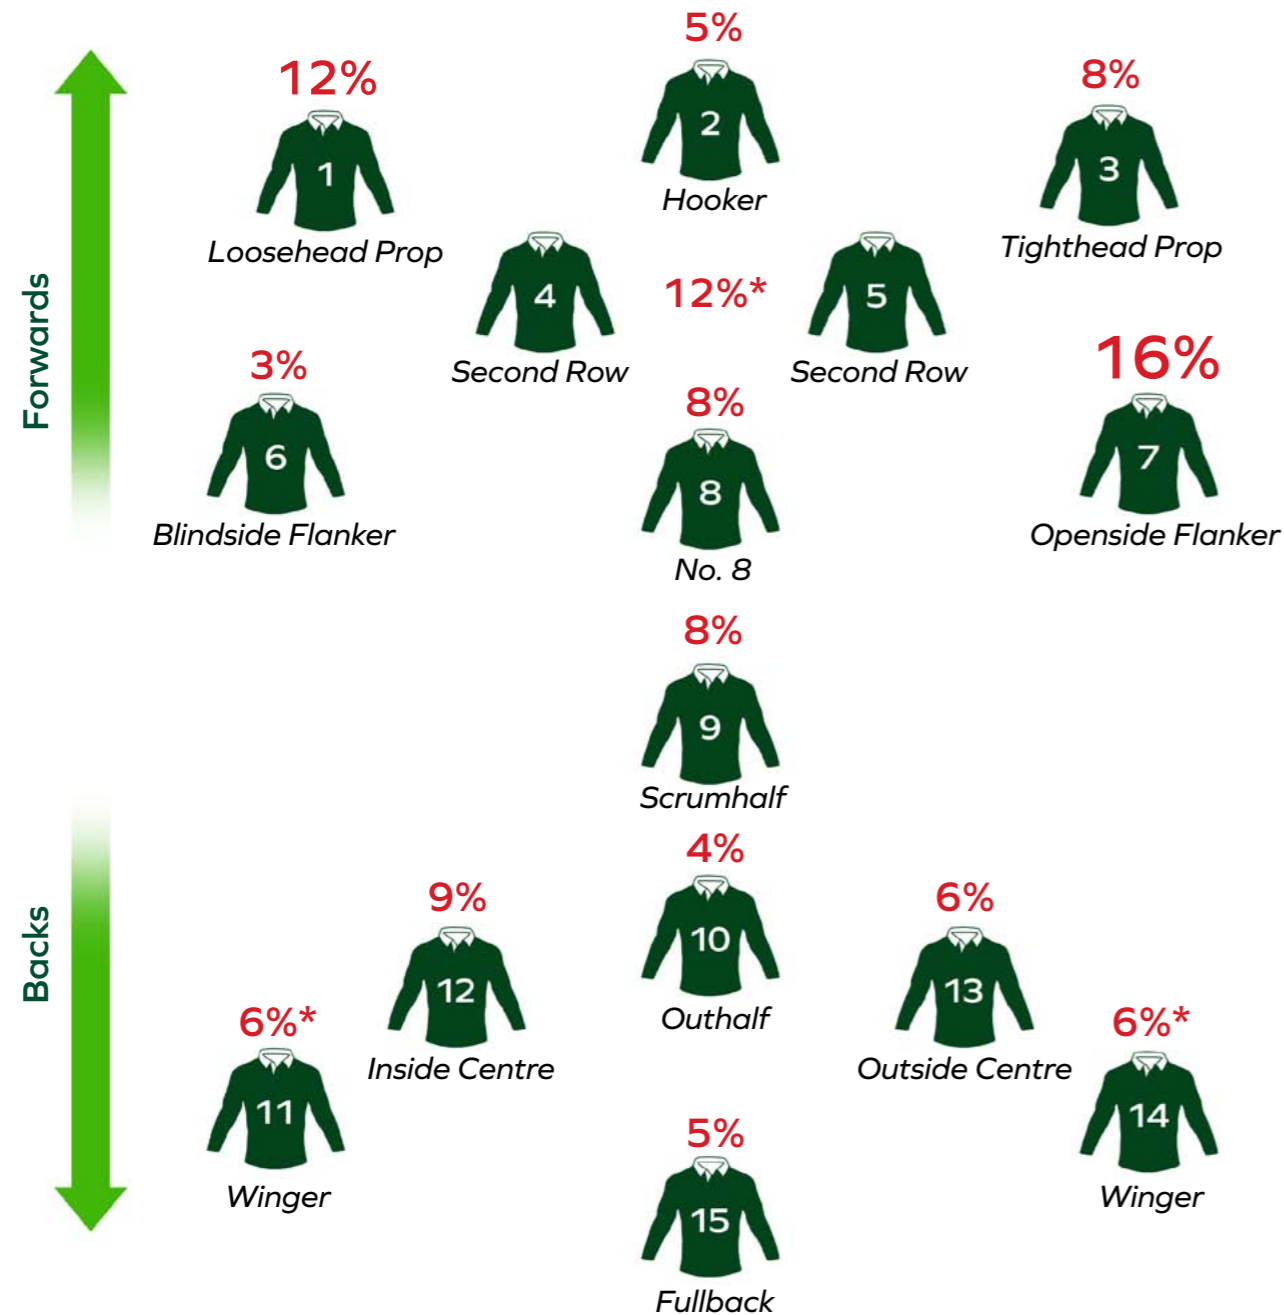 5%
12%
8%
2
1
3
Hooker
Loosehead Prop
Tighthead Prop
4
12%*
5
Forwards
Second Row
Second Row
3%
16%
8%
6
8
7
Blindside Flanker
Openside Flanker
No. 8
8%
9
Scrumhalf
Backs
4%
9%
6%
10
12
13
Outhalf
6%*
6%*
Inside Centre
Outside Centre
11
14
5%
Winger
Winger
15
Fullback